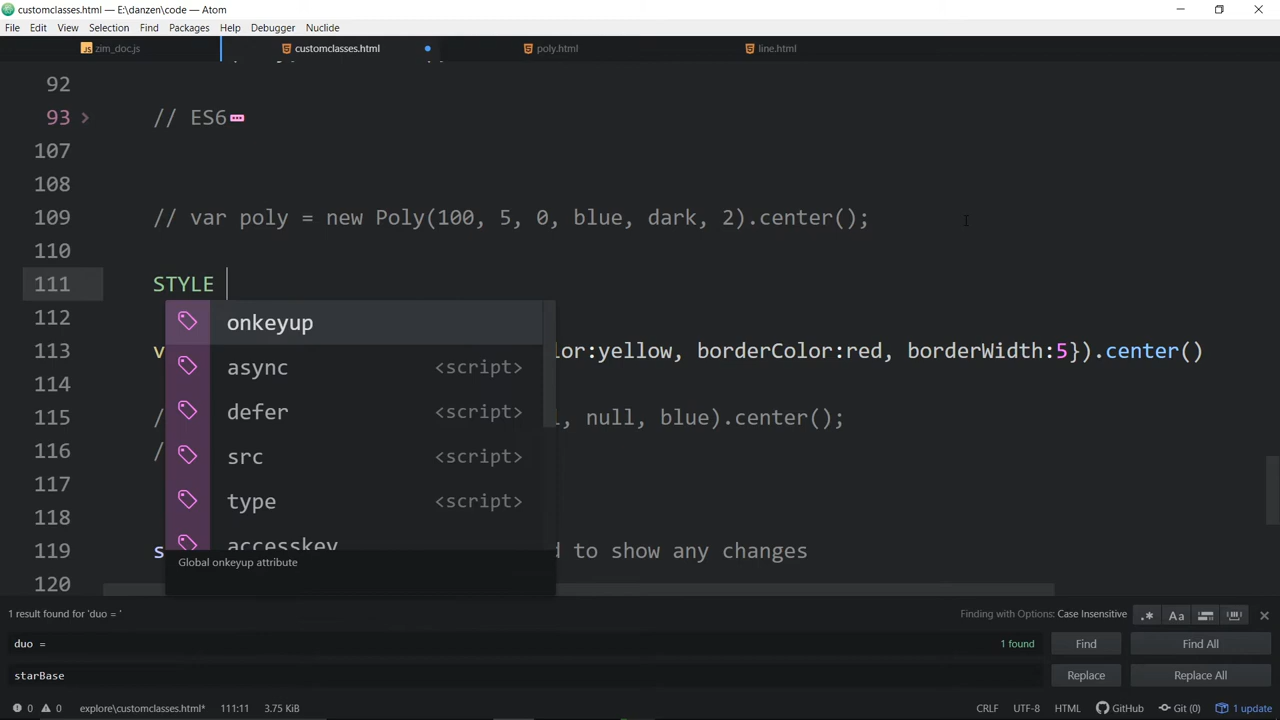 customclasses.html — E:\danzen\code — Atom
File Edit View Selection Find Packages Help Debugger Nuclide
zim_doc.js customclasses.html poly.html line.html
92
93 // ES6
107
108
109 // var poly = new Poly(100, 5, 0, blue, dark, 2).center();
110
111 STYLE
onkeyup
async <script>
defer <script>
src <script>
type <script>
accesskey
Global onkeyup attribute
112
113 v lor:yellow, borderColor:red, borderWidth:5}).center()
114
115 / l, null, blue).center();
116 /
117
118
119 s d to show any changes
120
1 result found for 'duo = '
Finding with Options: Case Insensitive
.* Aa
duo =
1 found
Find
Find All
starBase
Replace
Replace All
0 0 explore\customclasses.html* 111:11 3.75 KiB
CRLF UTF-8 HTML GitHub Git (0) 1 update